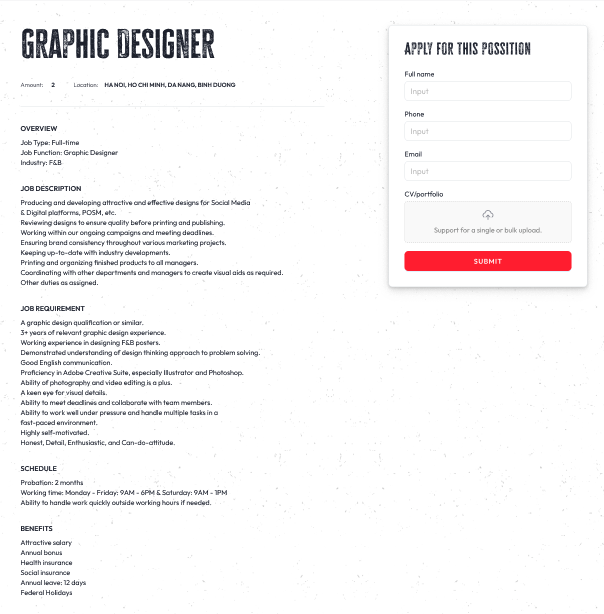 GRAPHIC DESIGNER
Amount: 2 Location: HA NOI, HO CHI MINH, DA NANG, BINH DUONG
OVERVIEW
Job Type: Full-time
Job Function: Graphic Designer
Industry: F&B
JOB DESCRIPTION
Producing and developing attractive and effective designs for Social Media
& Digital platforms, POSM, etc.
Reviewing designs to ensure quality before printing and publishing.
Working within our ongoing campaigns and meeting deadlines.
Ensuring brand consistency throughout various marketing projects.
Keeping up-to-date with industry developments.
Printing and organizing finished products to all managers.
Coordinating with other departments and managers to create visual aids as required.
Other duties as assigned.
JOB REQUIREMENT
A graphic design qualification or similar.
3+ years of relevant graphic design experience.
Working experience in designing F&B posters.
Demonstrated understanding of design thinking approach to problem solving.
Good English communication.
Proficiency in Adobe Creative Suite, especially Illustrator and Photoshop.
Ability of photography and video editing is a plus.
A keen eye for visual details.
Ability to meet deadlines and collaborate with team members.
Ability to work well under pressure and handle multiple tasks in a
fast-paced environment.
Highly self-motivated.
Honest, Detail, Enthusiastic, and Can-do-attitude.
SCHEDULE
Probation: 2 months
Working time: Monday - Friday: 9AM - 6PM & Saturday: 9AM - 1PM
Ability to handle work quickly outside working hours if needed.
BENEFITS
Attractive salary
Annual bonus
Health insurance
Social insurance
Annual leave: 12 days
Federal Holidays
APPLY FOR THIS POSSITION
Full name
Input
Phone
Input
Email
Input
CV/portfolio
Support for a single or bulk upload.
SUBMIT